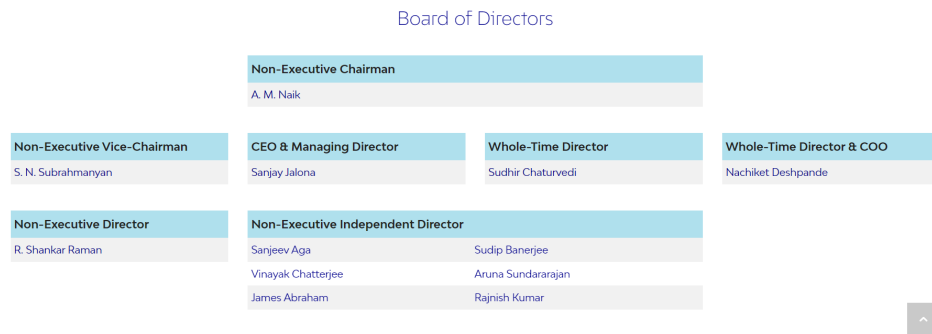 Board of Directors
Non-Executive Chairman
A. M. Naik
Non-Executive Vice-Chairman
S. N. Subrahmanyan
CEO & Managing Director
Sanjay Jalona
Whole-Time Director
Sudhir Chaturvedi
Whole-Time Director & COO
Nachiket Deshpande
Non-Executive Director
R. Shankar Raman
Non-Executive Independent Director
Sanjeev Aga
Sudip Banerjee
Vinayak Chatterjee
Aruna Sundararajan
James Abraham
Rajnish Kumar